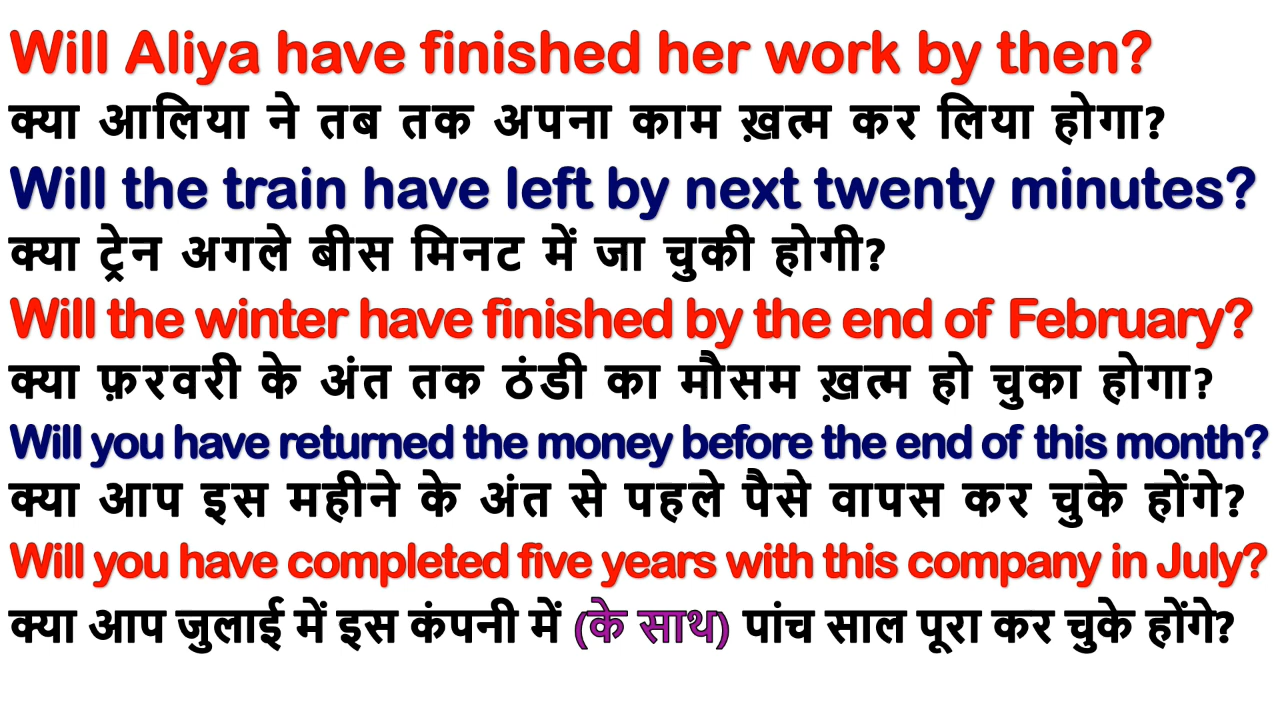 Will Aliya have finished her work by then?
क्या आलिया ने तब तक अपना काम ख़त्म कर लिया होगा?
Will the train have left by next twenty minutes?
क्या ट्रेन अगले बीस मिनट में जा चुकी होगी?
Will the winter have finished by the end of February?
क्या फ़रवरी के अंत तक ठंडी का मौसम ख़त्म हो चुका होगा?
Will you have returned the money before the end of this month?
क्या आप इस महीने के अंत से पहले पैसे वापस कर चुके होंगे?
Will you have completed five years with this company in July?
क्या आप जुलाई में इस कंपनी में (के साथ) पांच साल पूरा कर चुके होंगे?